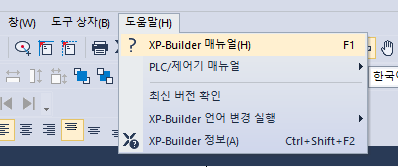 창(W) 도구 상자(B) 도움말(H)
XP-Builder 매뉴얼(H) F1
PLC/제어기 매뉴얼
최신 버전 확인
한국어
XP-Builder 언어 변경 실행
XP-Builder 정보(A) Ctrl+Shift+F2